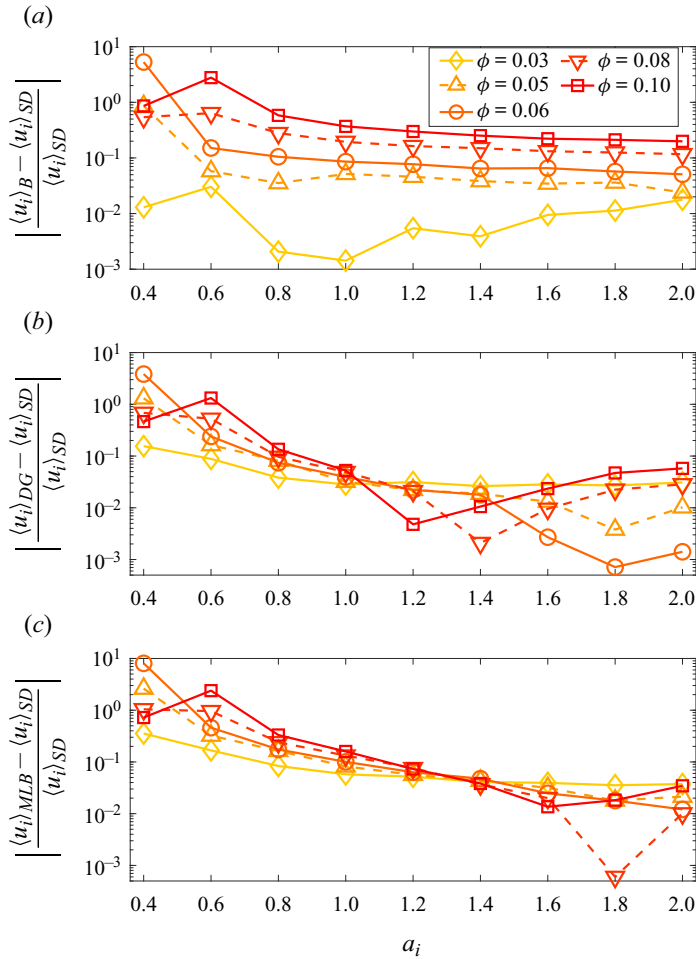 (a)
10^1
10^0
10^−1
10^−2
10^−3
|⟨u_i⟩_B − ⟨u_i⟩_SD / ⟨u_i⟩_SD|
ϕ = 0.03 ϕ = 0.08
ϕ = 0.05 ϕ = 0.10
ϕ = 0.06
0.4 0.6 0.8 1.0 1.2 1.4 1.6 1.8 2.0
(b)
10^1
10^0
10^−1
10^−2
10^−3
|⟨u_i⟩_DG − ⟨u_i⟩_SD / ⟨u_i⟩_SD|
0.4 0.6 0.8 1.0 1.2 1.4 1.6 1.8 2.0
(c)
10^1
10^0
10^−1
10^−2
10^−3
|⟨u_i⟩_MLB − ⟨u_i⟩_SD / ⟨u_i⟩_SD|
0.4 0.6 0.8 1.0 1.2 1.4 1.6 1.8 2.0
a_i